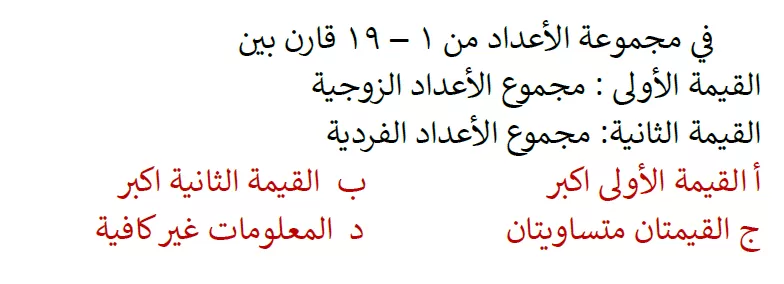 في مجموعة الأعداد من ١ – ١٩ قارن بين
القيمة الأولى : مجموع الأعداد الزوجية
القيمة الثانية: مجموع الأعداد الفردية
أ القيمة الأولى اكبر ب القيمة الثانية اكبر
ج القيمتان متساويتان د المعلومات غير كافية